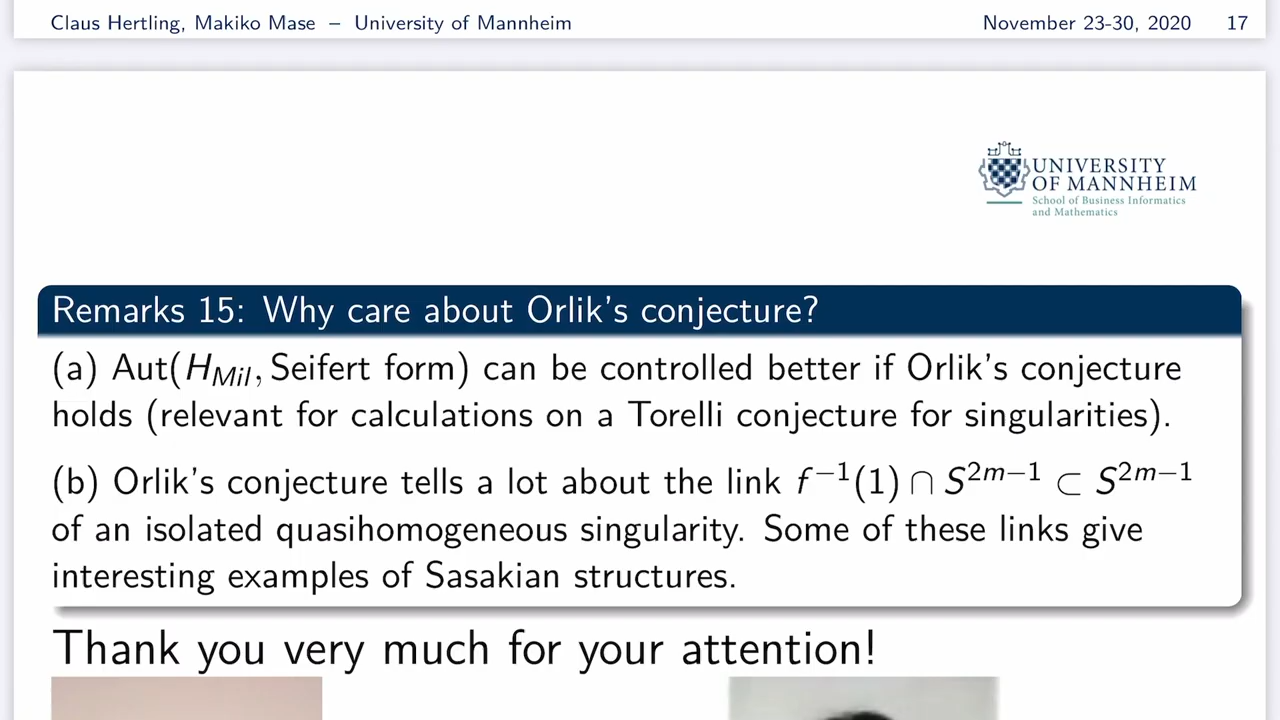 Claus Hertling, Makiko Mase – University of Mannheim November 23-30, 2020 17
UNIVERSITY
OF MANNHEIM
School of Business Informatics
and Mathematics
Remarks 15: Why care about Orlik's conjecture?
(a) Aut(H_{Mil}, Seifert form) can be controlled better if Orlik's conjecture
holds (relevant for calculations on a Torelli conjecture for singularities).
(b) Orlik's conjecture tells a lot about the link f^{−1}(1) ∩ S^{2m−1} ⊂ S^{2m−1}
of an isolated quasihomogeneous singularity. Some of these links give
interesting examples of Sasakian structures.
Thank you very much for your attention!